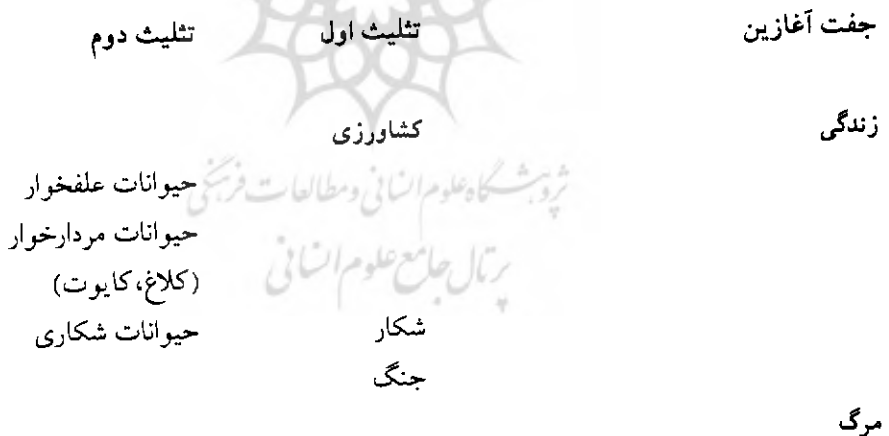 جفت آغازین تثلیث اول تثلیث دوم
زندگی کشاورزی
حیوانات علفخوار
حیوانات مردارخوار
(کلاغ،کایوت)
شکار حیوانات شکاری
جنگ
مرگ
پژوهشگاه علوم انسانی و مطالعات فرهنگی
پرتال جامع علوم انسانی